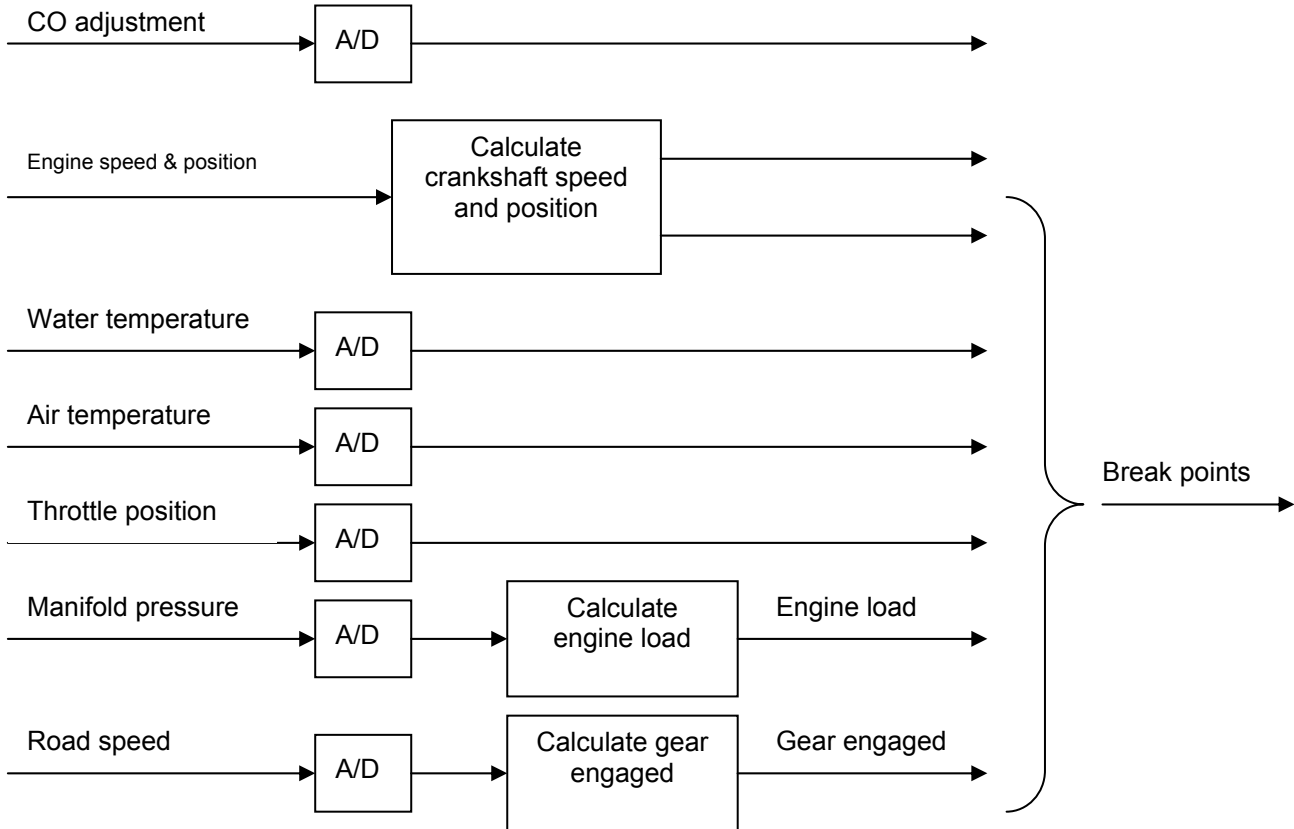 CO adjustment
A/D
Engine speed & position
Calculate
crankshaft speed
and position
Water temperature
A/D
Air temperature
A/D
Throttle position
A/D
Manifold pressure
A/D
Calculate
engine load
Engine load
Road speed
A/D
Calculate gear
engaged
Gear engaged
Break points